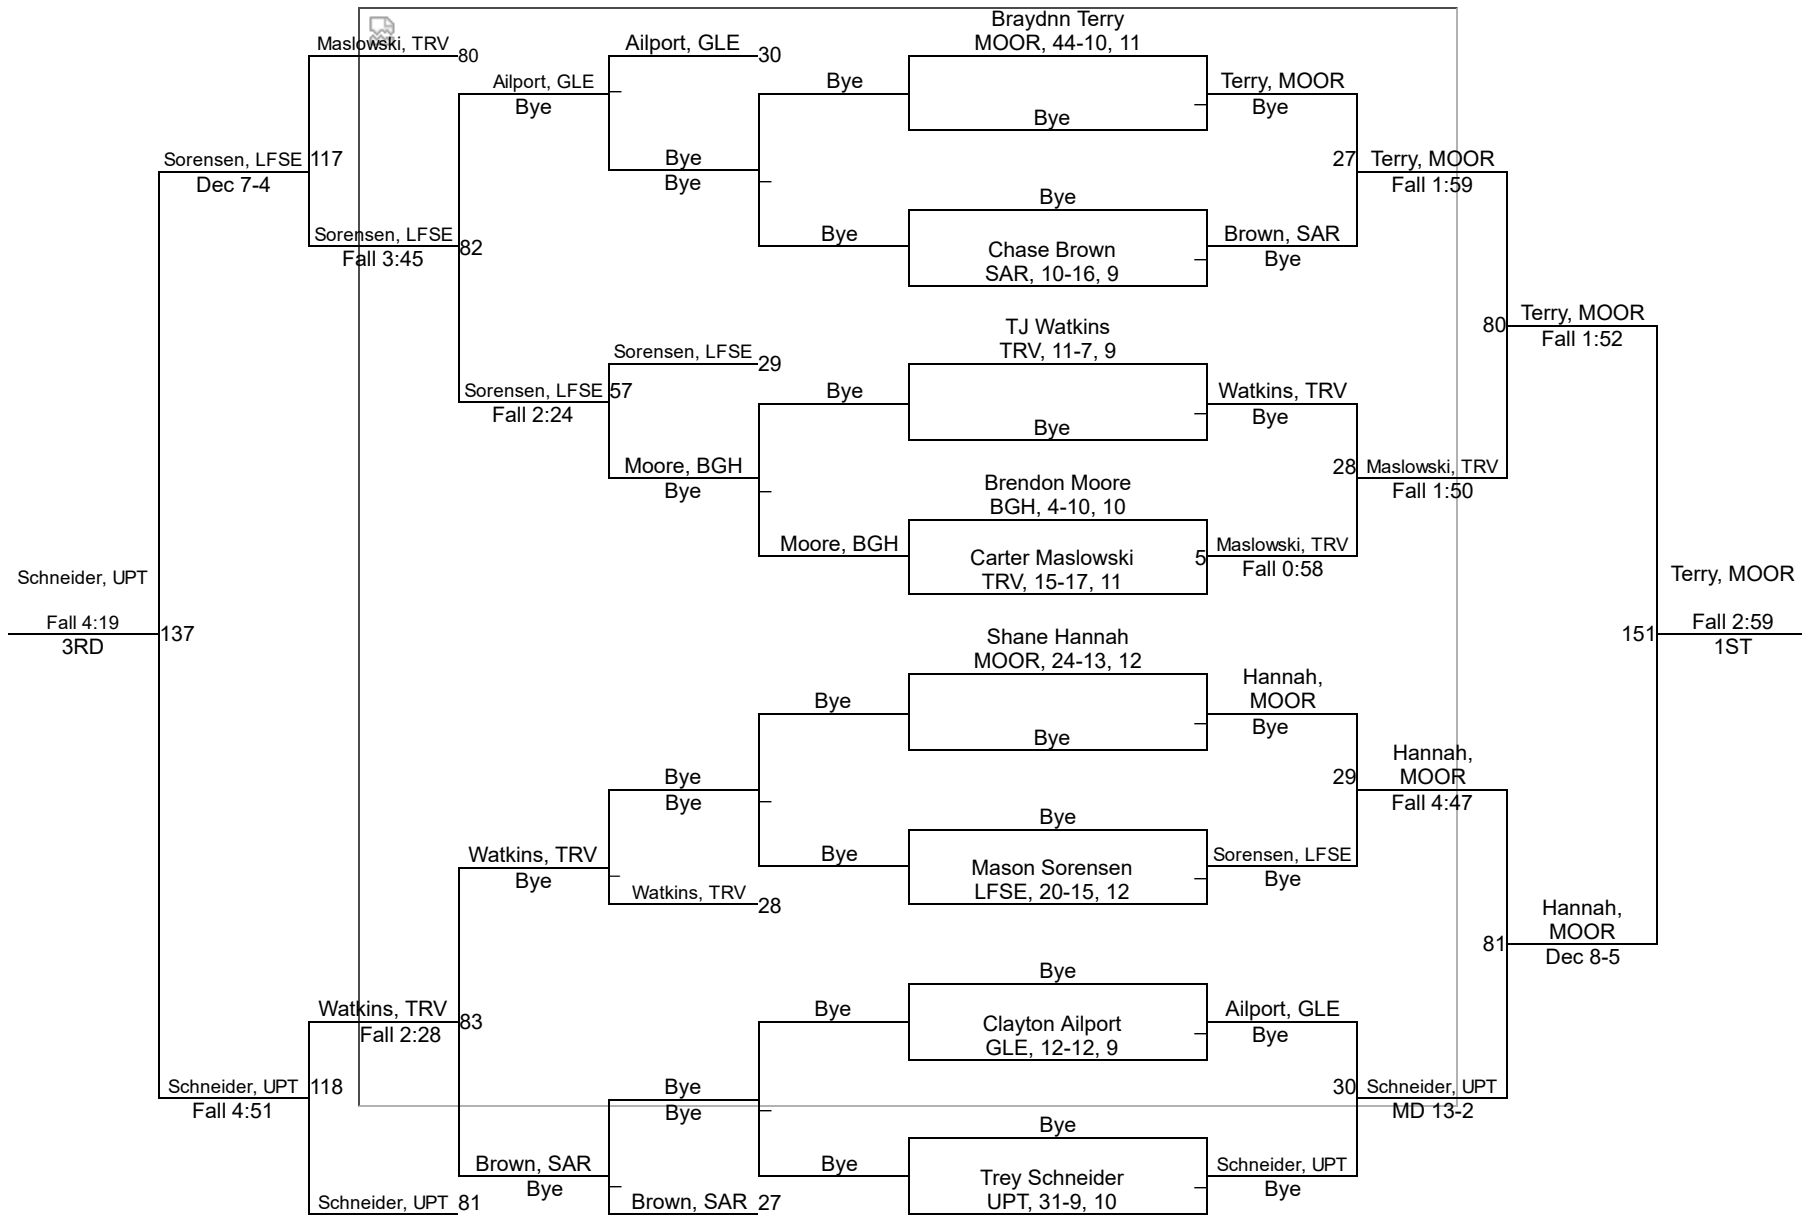 Braydnn Terry
MOOR, 44-10, 11
Maslowski, TRV
80
Ailport, GLE
30
Ailport, GLE
Bye
Bye
Terry, MOOR
Bye
Bye
Sorensen, LFSE
117
Dec 7-4
Bye
Bye
27
Terry, MOOR
Fall 1:59
Bye
Sorensen, LFSE
82
Fall 3:45
Bye
Chase Brown
SAR, 10-16, 9
Brown, SAR
Bye
TJ Watkins
TRV, 11-7, 9
80
Terry, MOOR
Fall 1:52
Sorensen, LFSE
29
Sorensen, LFSE
57
Fall 2:24
Bye
Watkins, TRV
Bye
Bye
Moore, BGH
Bye
28
Maslowski, TRV
Fall 1:50
Brendon Moore
BGH, 4-10, 10
Moore, BGH
Carter Maslowski
TRV, 15-17, 11
5
Maslowski, TRV
Fall 0:58
Schneider, UPT
Fall 4:19
3RD
137
Terry, MOOR
151
Fall 2:59
1ST
Shane Hannah
MOOR, 24-13, 12
Bye
Hannah,
MOOR
Bye
Bye
Bye
Bye
29
Hannah,
MOOR
Fall 4:47
Bye
Watkins, TRV
Bye
Bye
Mason Sorensen
LFSE, 20-15, 12
Sorensen, LFSE
Bye
Watkins, TRV
28
81
Hannah,
MOOR
Dec 8-5
Bye
Watkins, TRV
83
Fall 2:28
Bye
Clayton Ailport
GLE, 12-12, 9
Ailport, GLE
Bye
Schneider, UPT
118
Fall 4:51
Bye
Bye
30
Schneider, UPT
MD 13-2
Bye
Brown, SAR
Bye
Bye
Trey Schneider
UPT, 31-9, 10
Schneider, UPT
Bye
Schneider, UPT
81
Brown, SAR
27